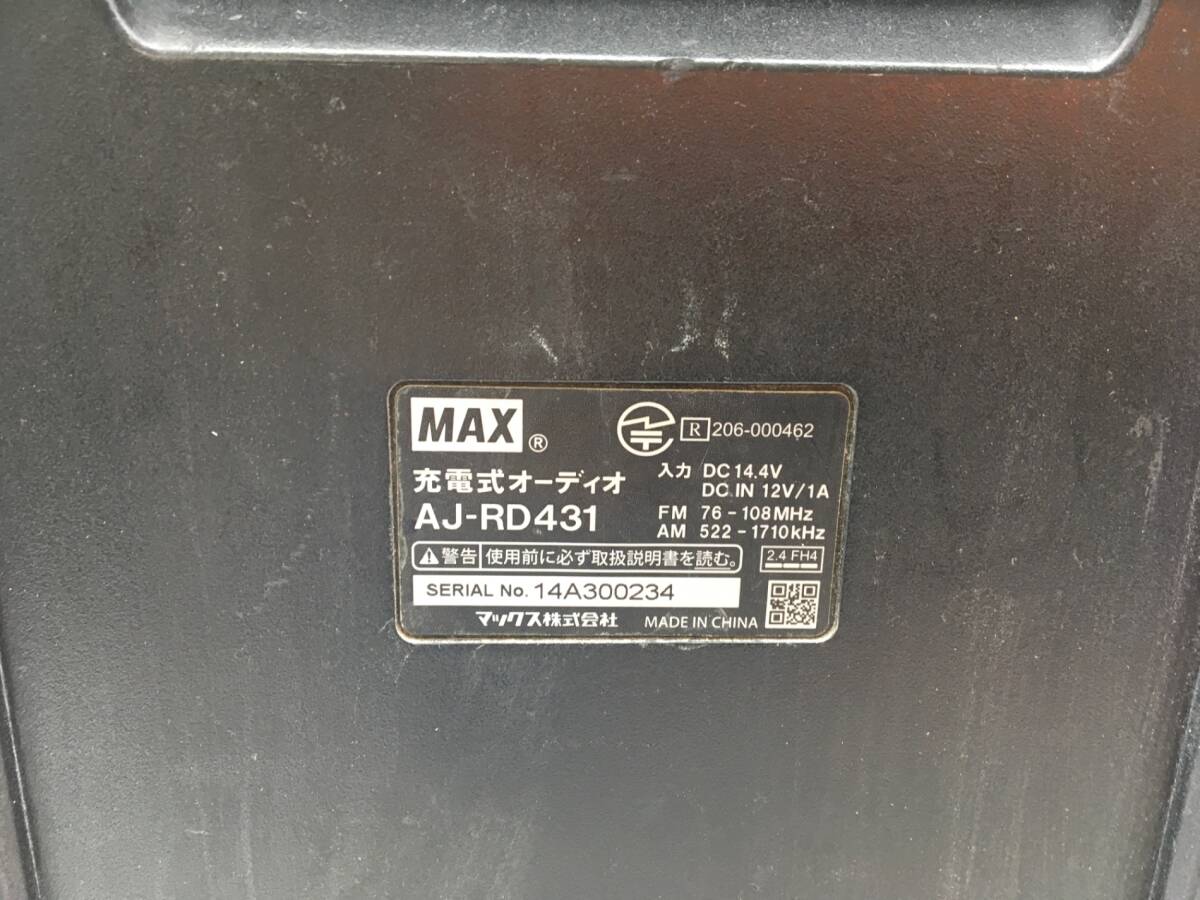 MAX ®
R 206-000462
充電式オーディオ
AJ-RD431
入力 DC 14.4V
DC IN 12V/1A
FM 76-108MHz
AM 522-1710kHz
警告 使用前に必ず取扱説明書を読む。
2.4 FH4
SERIAL No. 14A300234
マックス株式会社 MADE IN CHINA